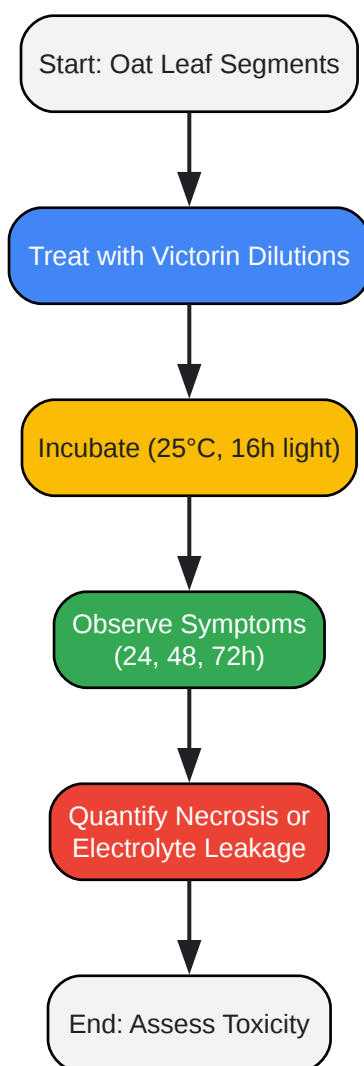 Start: Oat Leaf Segments
Treat with Victorin Dilutions
Incubate (25°C, 16h light)
Observe Symptoms
(24, 48, 72h)
Quantify Necrosis or
Electrolyte Leakage
End: Assess Toxicity